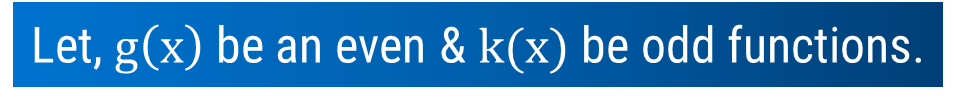 Let, g(x) be an even & k(x) be odd functions.